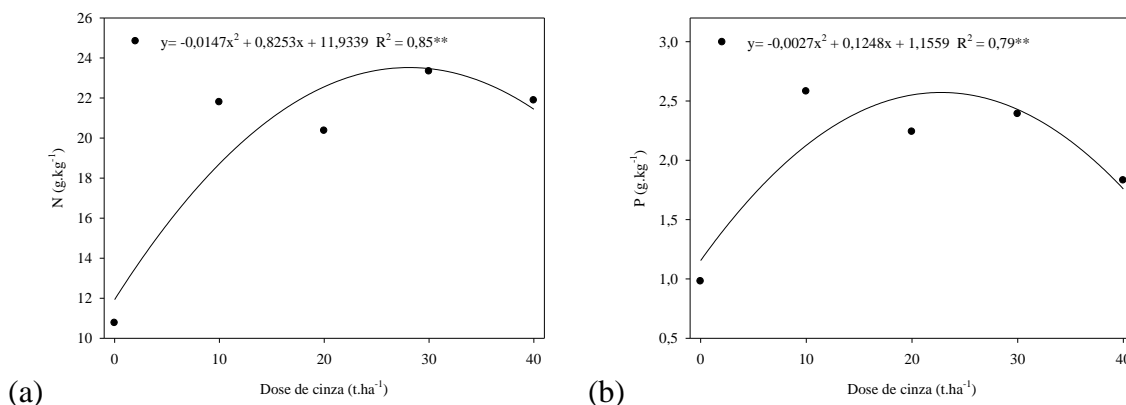 y= -0,0147x² + 0,8253x + 11,9339 R² = 0,85**
26
24
22
20
18
16
14
12
10
N (g.kg⁻¹)
0 10 20 30 40
Dose de cinza (t.ha⁻¹)
(a)
y= -0,0027x² + 0,1248x + 1,1559 R² = 0,79**
3,0
2,5
2,0
1,5
1,0
0,5
P (g.kg⁻¹)
0 10 20 30 40
Dose de cinza (t.ha⁻¹)
(b)